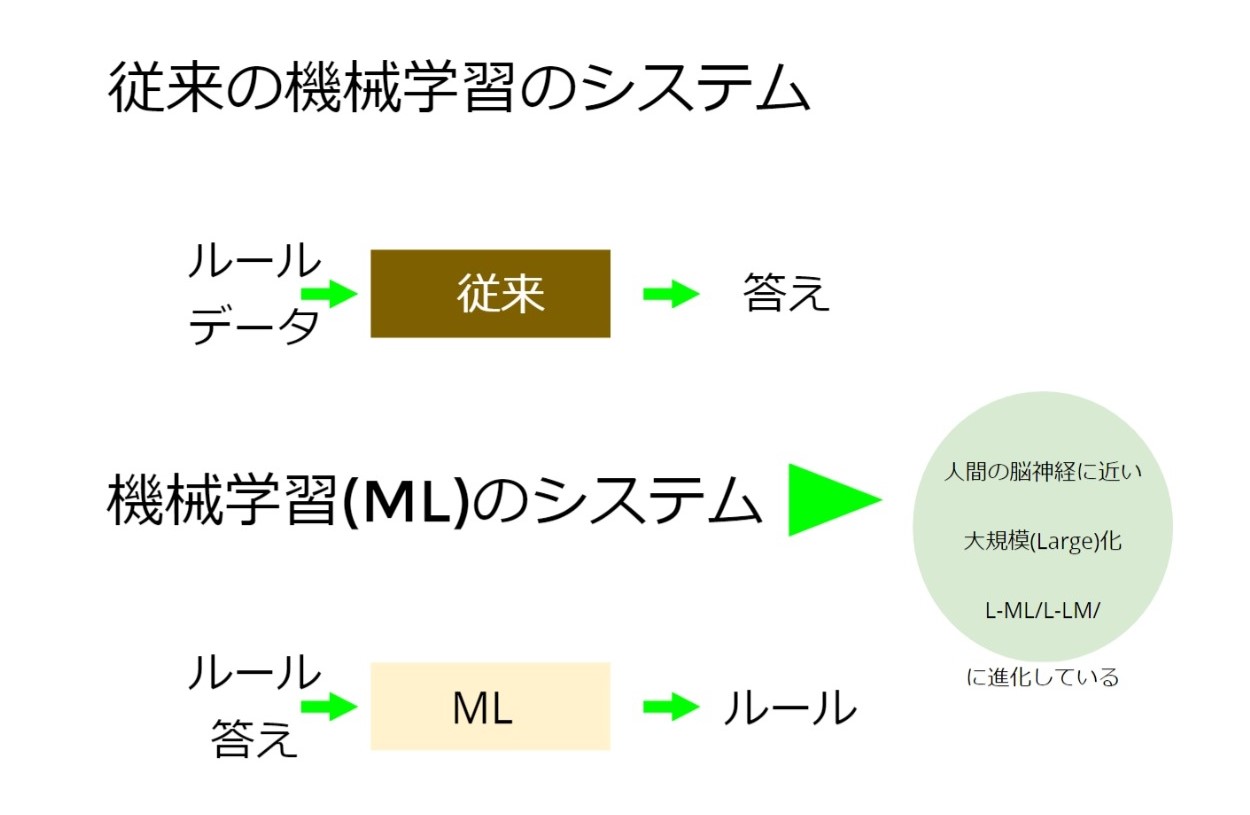 従来の機械学習のシステム
ルール
データ
従来
答え
機械学習(ML)のシステム
人間の脳神経に近い
大規模(Large)化
L-ML/L-LM/
に進化している
ルール
答え
ML
ルール